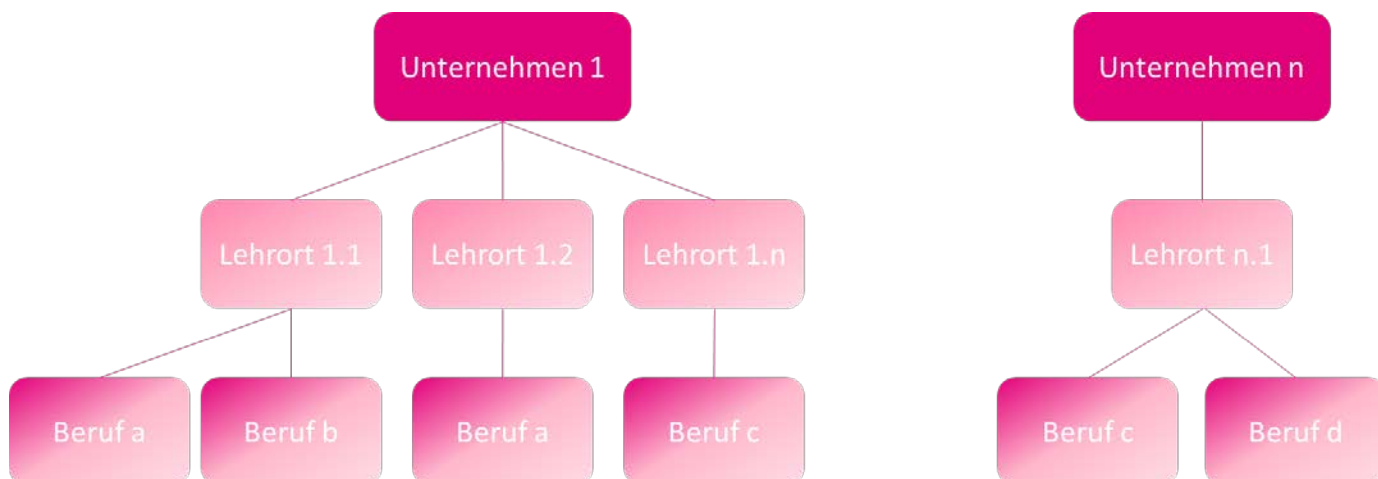 Unternehmen 1
Unternehmen n
Lehrort 1.1
Lehrort 1.2
Lehrort 1.n
Lehrort n.1
Beruf a
Beruf b
Beruf a
Beruf c
Beruf c
Beruf d